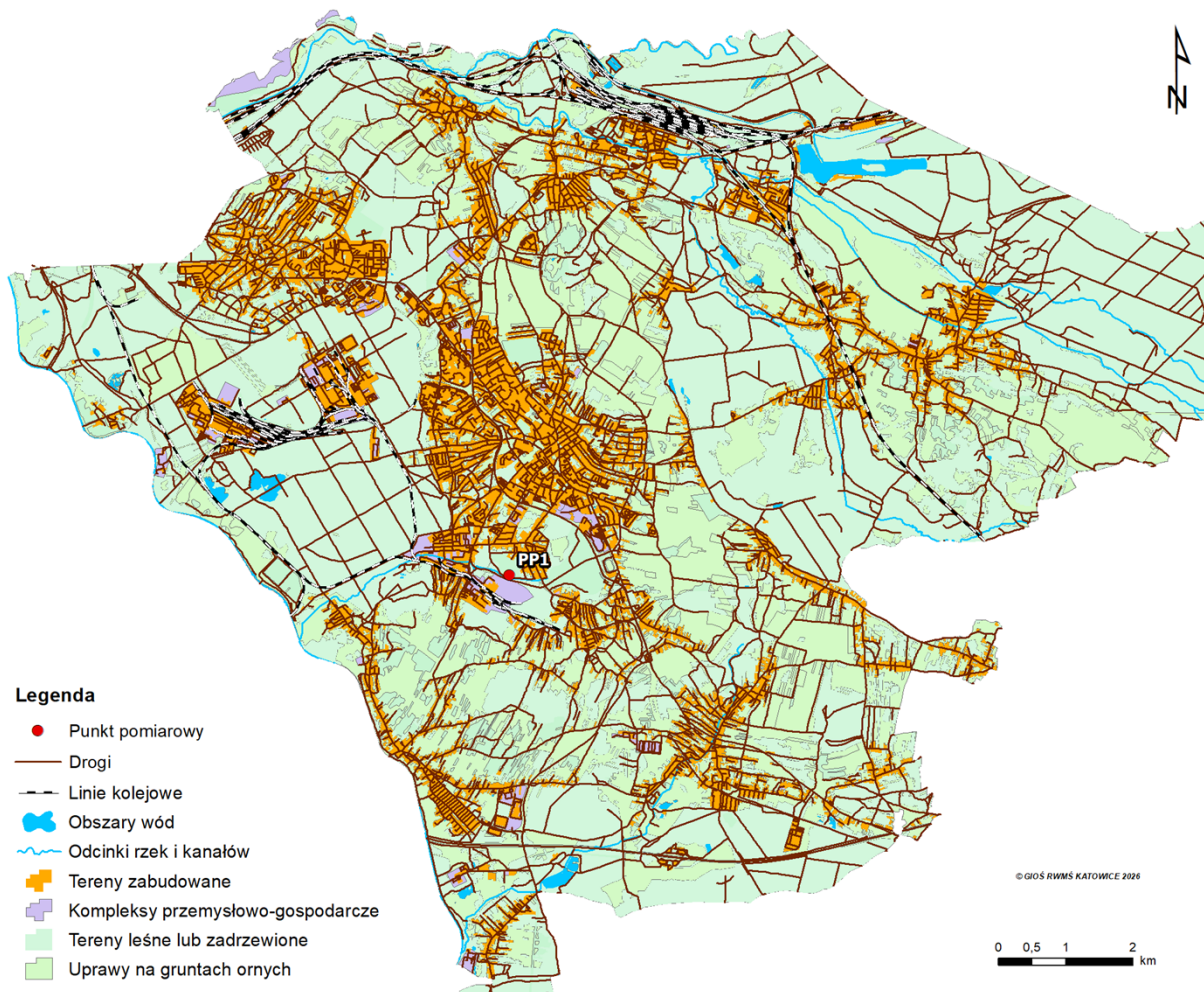 N
PP1
Legenda
Punkt pomiarowy
Drogi
Linie kolejowe
Obszary wód
Odcinki rzek i kanałów
Tereny zabudowane
Kompleksy przemysłowo-gospodarcze
Tereny leśne lub zadrzewione
Uprawy na gruntach ornych
© GIOŚ RWMŚ KATOWICE 2026
0 0,5 1 2
km